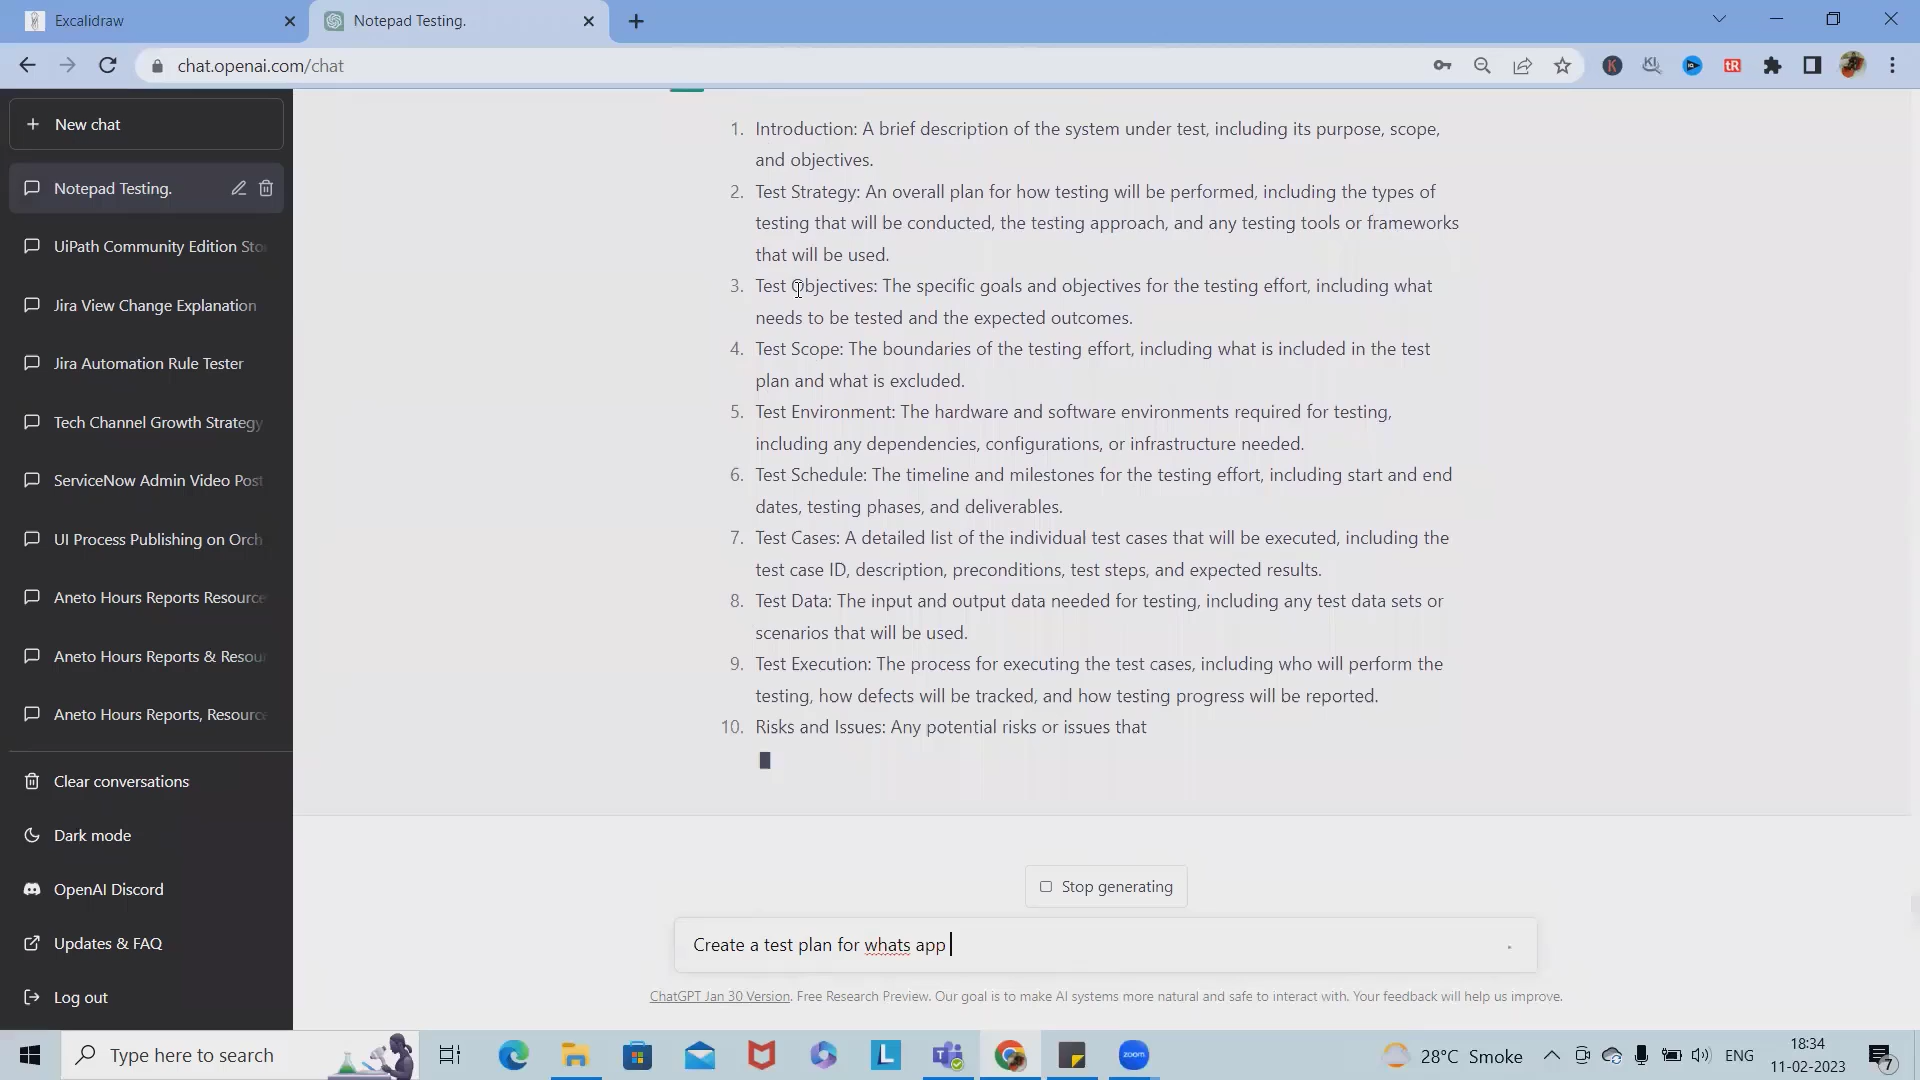 Excalidraw
Notepad Testing.
chat.openai.com/chat
New chat
Notepad Testing.
UiPath Community Edition Sto
Jira View Change Explanation
Jira Automation Rule Tester
Tech Channel Growth Strategy
ServiceNow Admin Video Post
UI Process Publishing on Orch
Aneto Hours Reports Resource
Aneto Hours Reports & Resou
Aneto Hours Reports, Resource
Clear conversations
Dark mode
OpenAI Discord
Updates & FAQ
Log out
1. Introduction: A brief description of the system under test, including its purpose, scope,
and objectives.
2. Test Strategy: An overall plan for how testing will be performed, including the types of
testing that will be conducted, the testing approach, and any testing tools or frameworks
that will be used.
3. Test Objectives: The specific goals and objectives for the testing effort, including what
needs to be tested and the expected outcomes.
4. Test Scope: The boundaries of the testing effort, including what is included in the test
plan and what is excluded.
5. Test Environment: The hardware and software environments required for testing,
including any dependencies, configurations, or infrastructure needed.
6. Test Schedule: The timeline and milestones for the testing effort, including start and end
dates, testing phases, and deliverables.
7. Test Cases: A detailed list of the individual test cases that will be executed, including the
test case ID, description, preconditions, test steps, and expected results.
8. Test Data: The input and output data needed for testing, including any test data sets or
scenarios that will be used.
9. Test Execution: The process for executing the test cases, including who will perform the
testing, how defects will be tracked, and how testing progress will be reported.
10. Risks and Issues: Any potential risks or issues that
Stop generating
Create a test plan for whats app
ChatGPT Jan 30 Version. Free Research Preview. Our goal is to make AI systems more natural and safe to interact with. Your feedback will help us improve.
Type here to search
L
zoom
28°C Smoke
ENG
18:34
11-02-2023
7